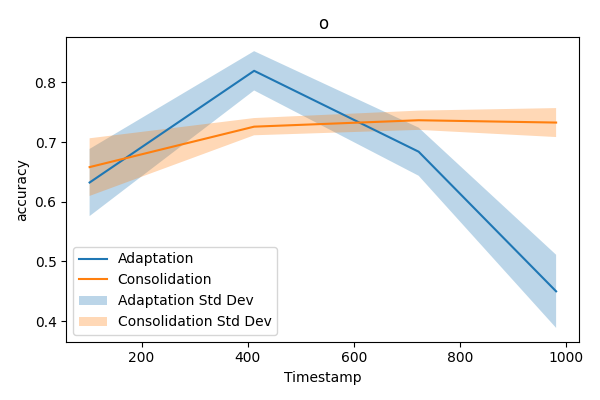 o
accuracy
0.8
0.7
0.6
0.5
0.4
Adaptation
Consolidation
Adaptation Std Dev
Consolidation Std Dev
200
400
600
800
1000
Timestamp